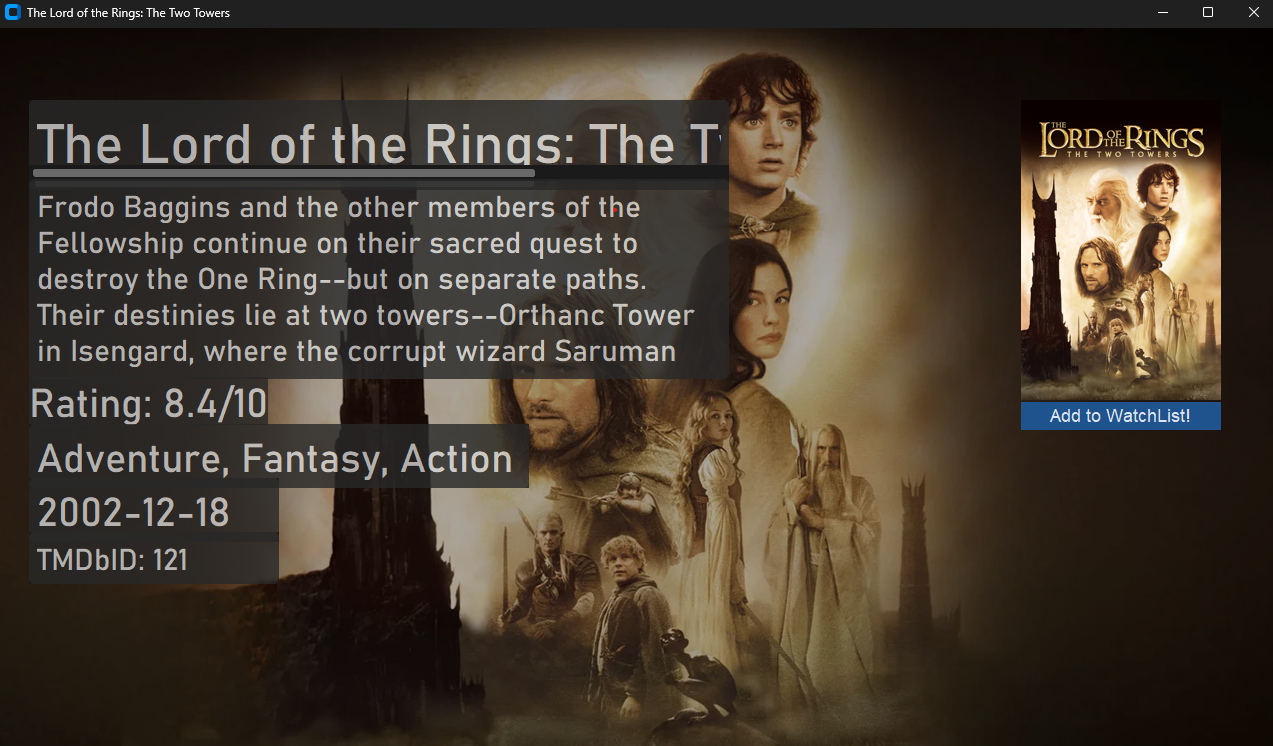 The Lord of the Rings: The Two Towers
The Lord of the Rings: The T
Frodo Baggins and the other members of the
Fellowship continue on their sacred quest to
destroy the One Ring--but on separate paths.
Their destinies lie at two towers--Orthanc Tower
in Isengard, where the corrupt wizard Saruman
Rating: 8.4/10
Adventure, Fantasy, Action
2002-12-18
TMDbID: 121
THE
LORD OF THE RINGS
THE TWO TOWERS
Add to WatchList!